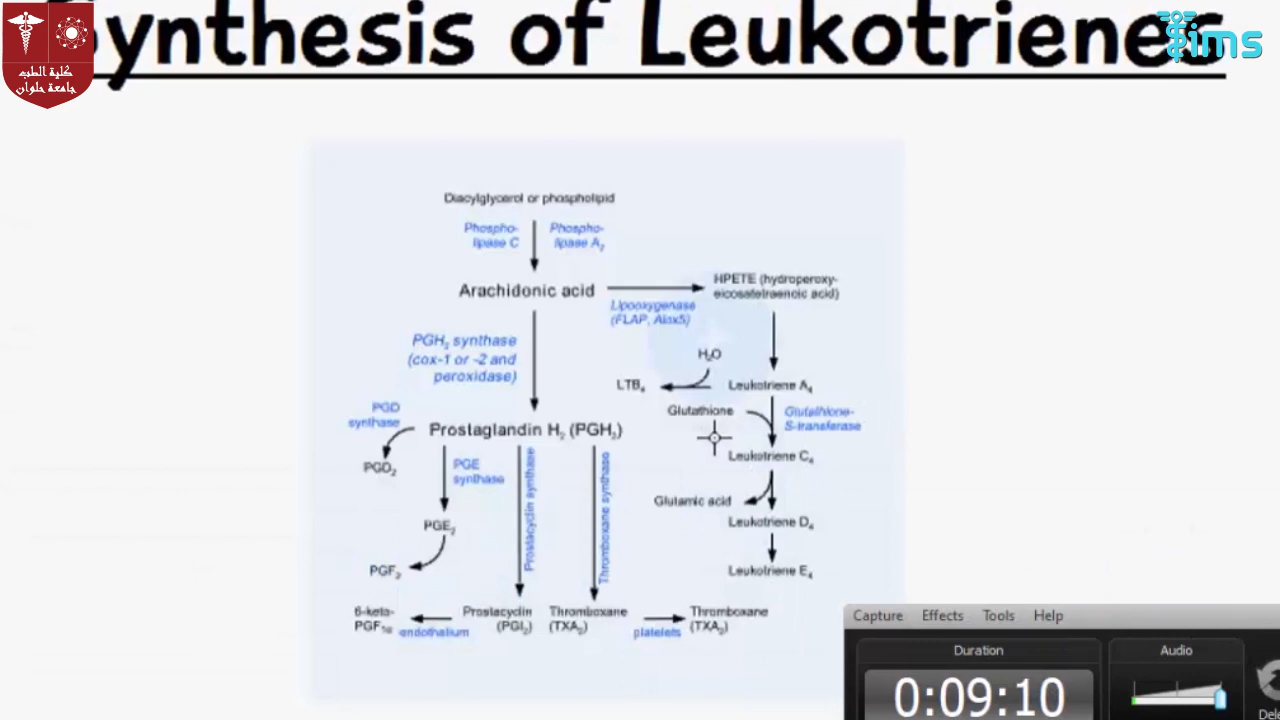 Synthesis of Leukotrienes
ims
كلية الطب
جامعة حلوان
Diacylglycerol or phospholipid
Phospho-
lipase C
Phospho-
lipase A₂
Arachidonic acid
Lipooxygenase
(FLAP, Alox5)
HPETE (hydroperoxy-
eicosatetraenoic acid)
PGH₂ synthase
(cox-1 or -2 and
peroxidase)
H₂O
LTB₄
Leukotriene A₄
Glutathione
Glutathione-
S-transferase
PGD
synthase
Prostaglandin H₂ (PGH₂)
Leukotriene C₄
PGD₂
PGE
synthase
Prostacyclin synthase
Thromboxane synthase
Glutamic acid
Leukotriene D₄
PGE₂
PGF₂
Leukotriene E₄
6-keto-
PGF₁α
endothelium
Prostacyclin
(PGI₂)
Thromboxane
(TXA₂)
platelets
Thromboxane
(TXA₂)
Capture Effects Tools Help
Duration
Audio
0:09:10